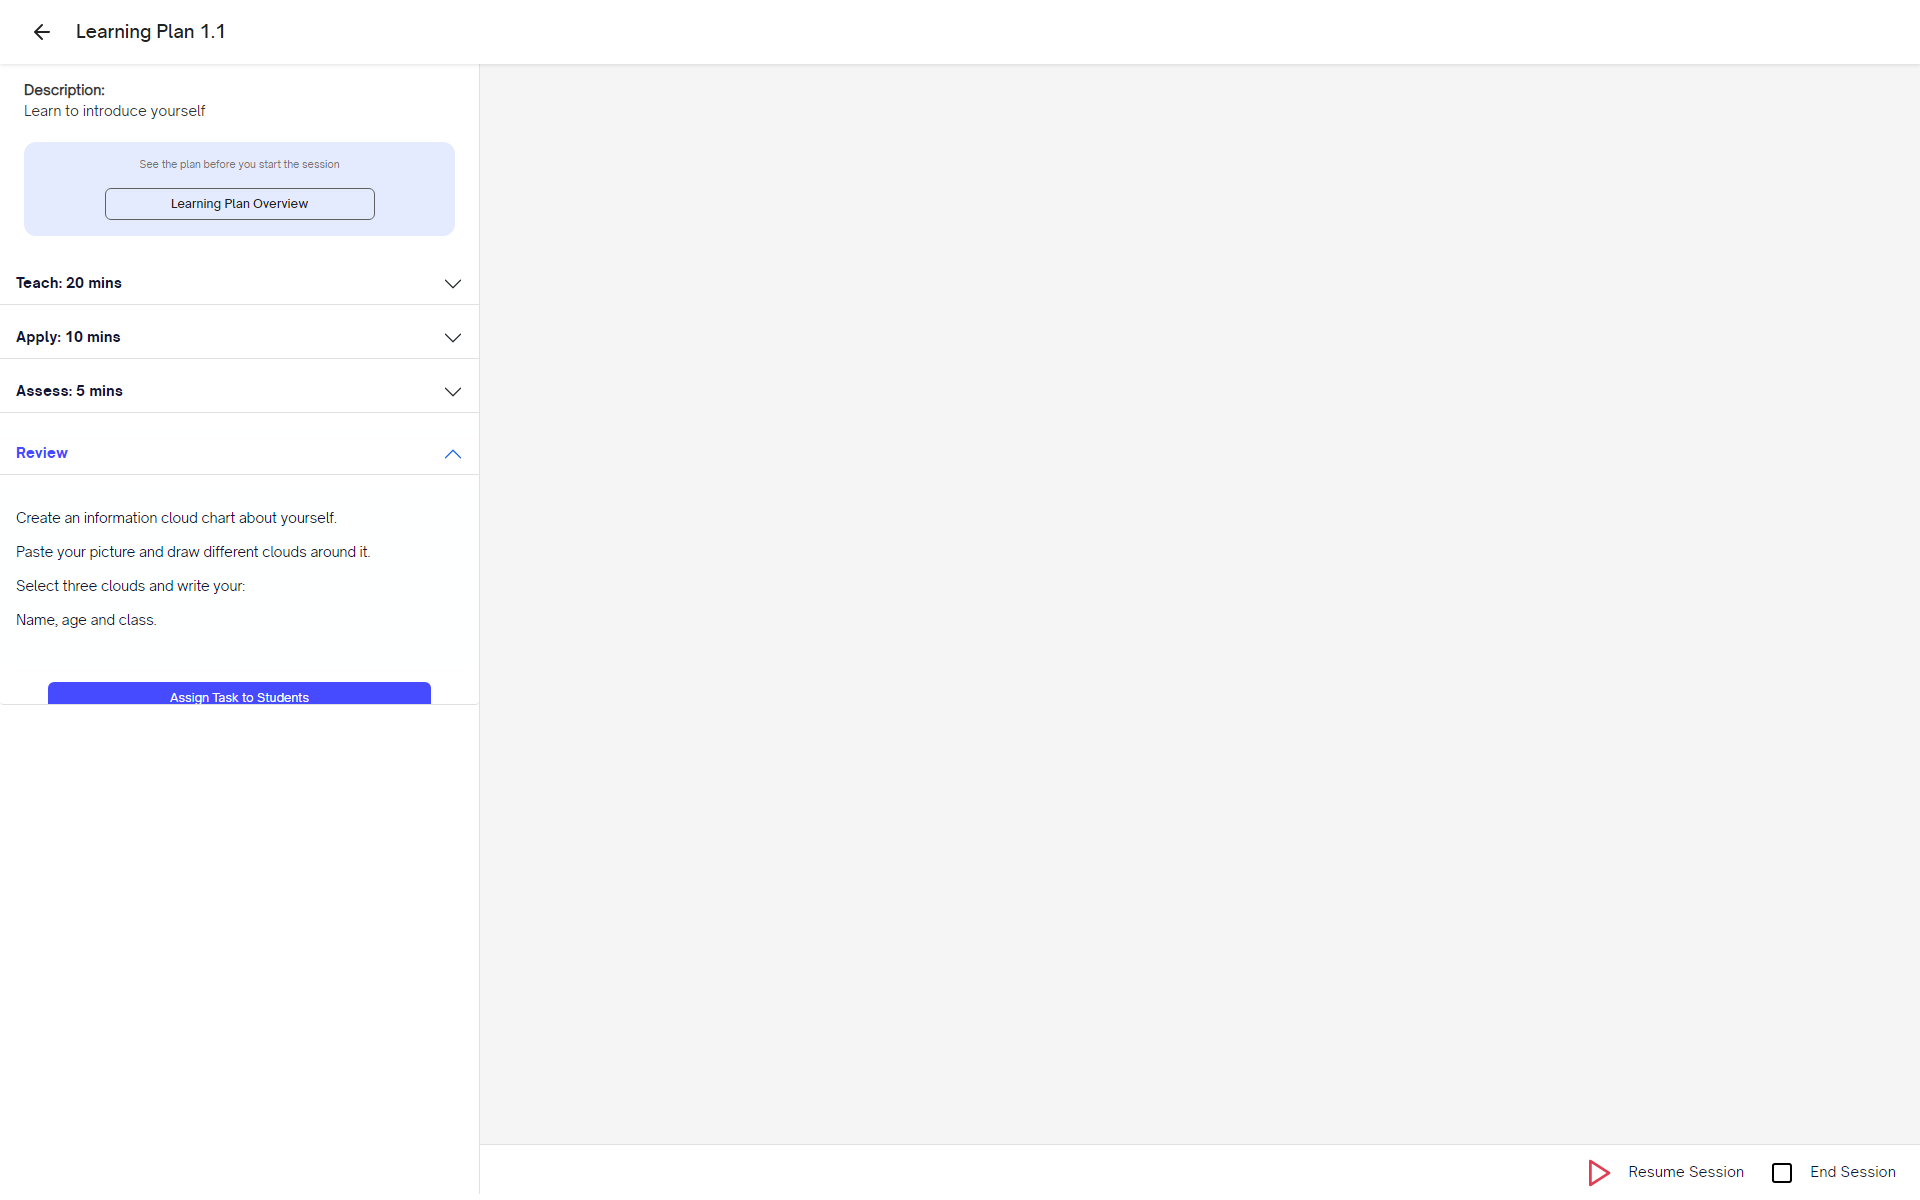 Learning Plan 1.1
Description:
Learn to introduce yourself
See the plan before you start the session
Learning Plan Overview
Teach: 20 mins
Apply: 10 mins
Assess: 5 mins
Review
Create an information cloud chart about yourself.
Paste your picture and draw different clouds around it.
Select three clouds and write your:
Name, age and class.
Assign Task to Students
Resume Session
End Session